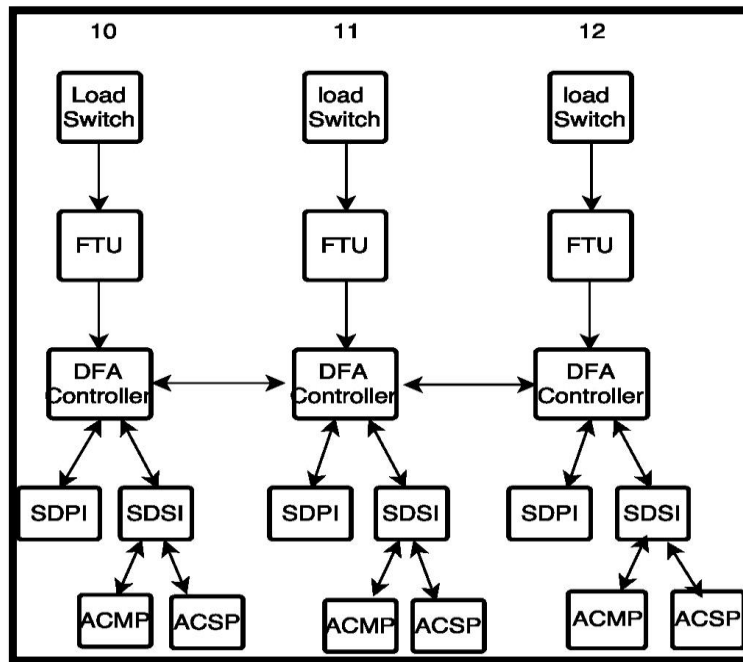 10
11
12
Load
Switch
load
Switch
load
Switch
FTU
FTU
FTU
DFA
Controller
DFA
Controller
DFA
Controller
SDPI
SDSI
SDPI
SDSI
SDPI
SDSI
ACMP
ACSP
ACMP
ACSP
ACMP
ACSP